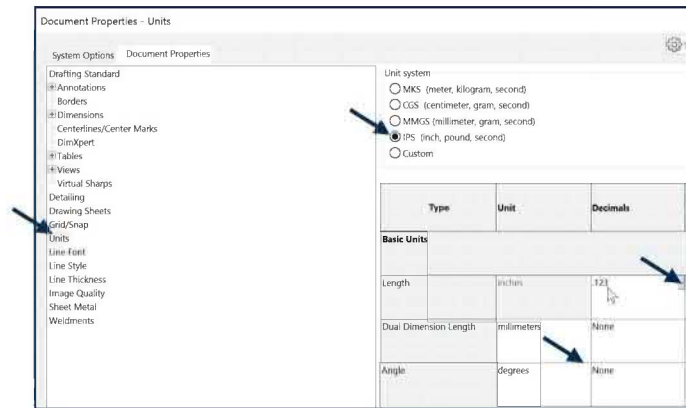 Document Properties - Units
System Options Document Properties
Drafting Standard
Annotations
Borders
Dimensions
Centerlines/Center Marks
DimXpert
Tables
Views
Virtual Sharps
Detailing
Drawing Sheets
Grid/Snap
Units
Line Font
Line Style
Line Thickness
Image Quality
Sheet Metal
Weldments
Unit system
MKS (meter, kilogram, second)
CGS (centimeter, gram, second)
MMGS (millimeter, gram, second)
IPS (inch, pound, second)
Custom
Type Unit Decimals
Basic Units
Length inches .123
Dual Dimension Length millimeters None
Angle degrees None